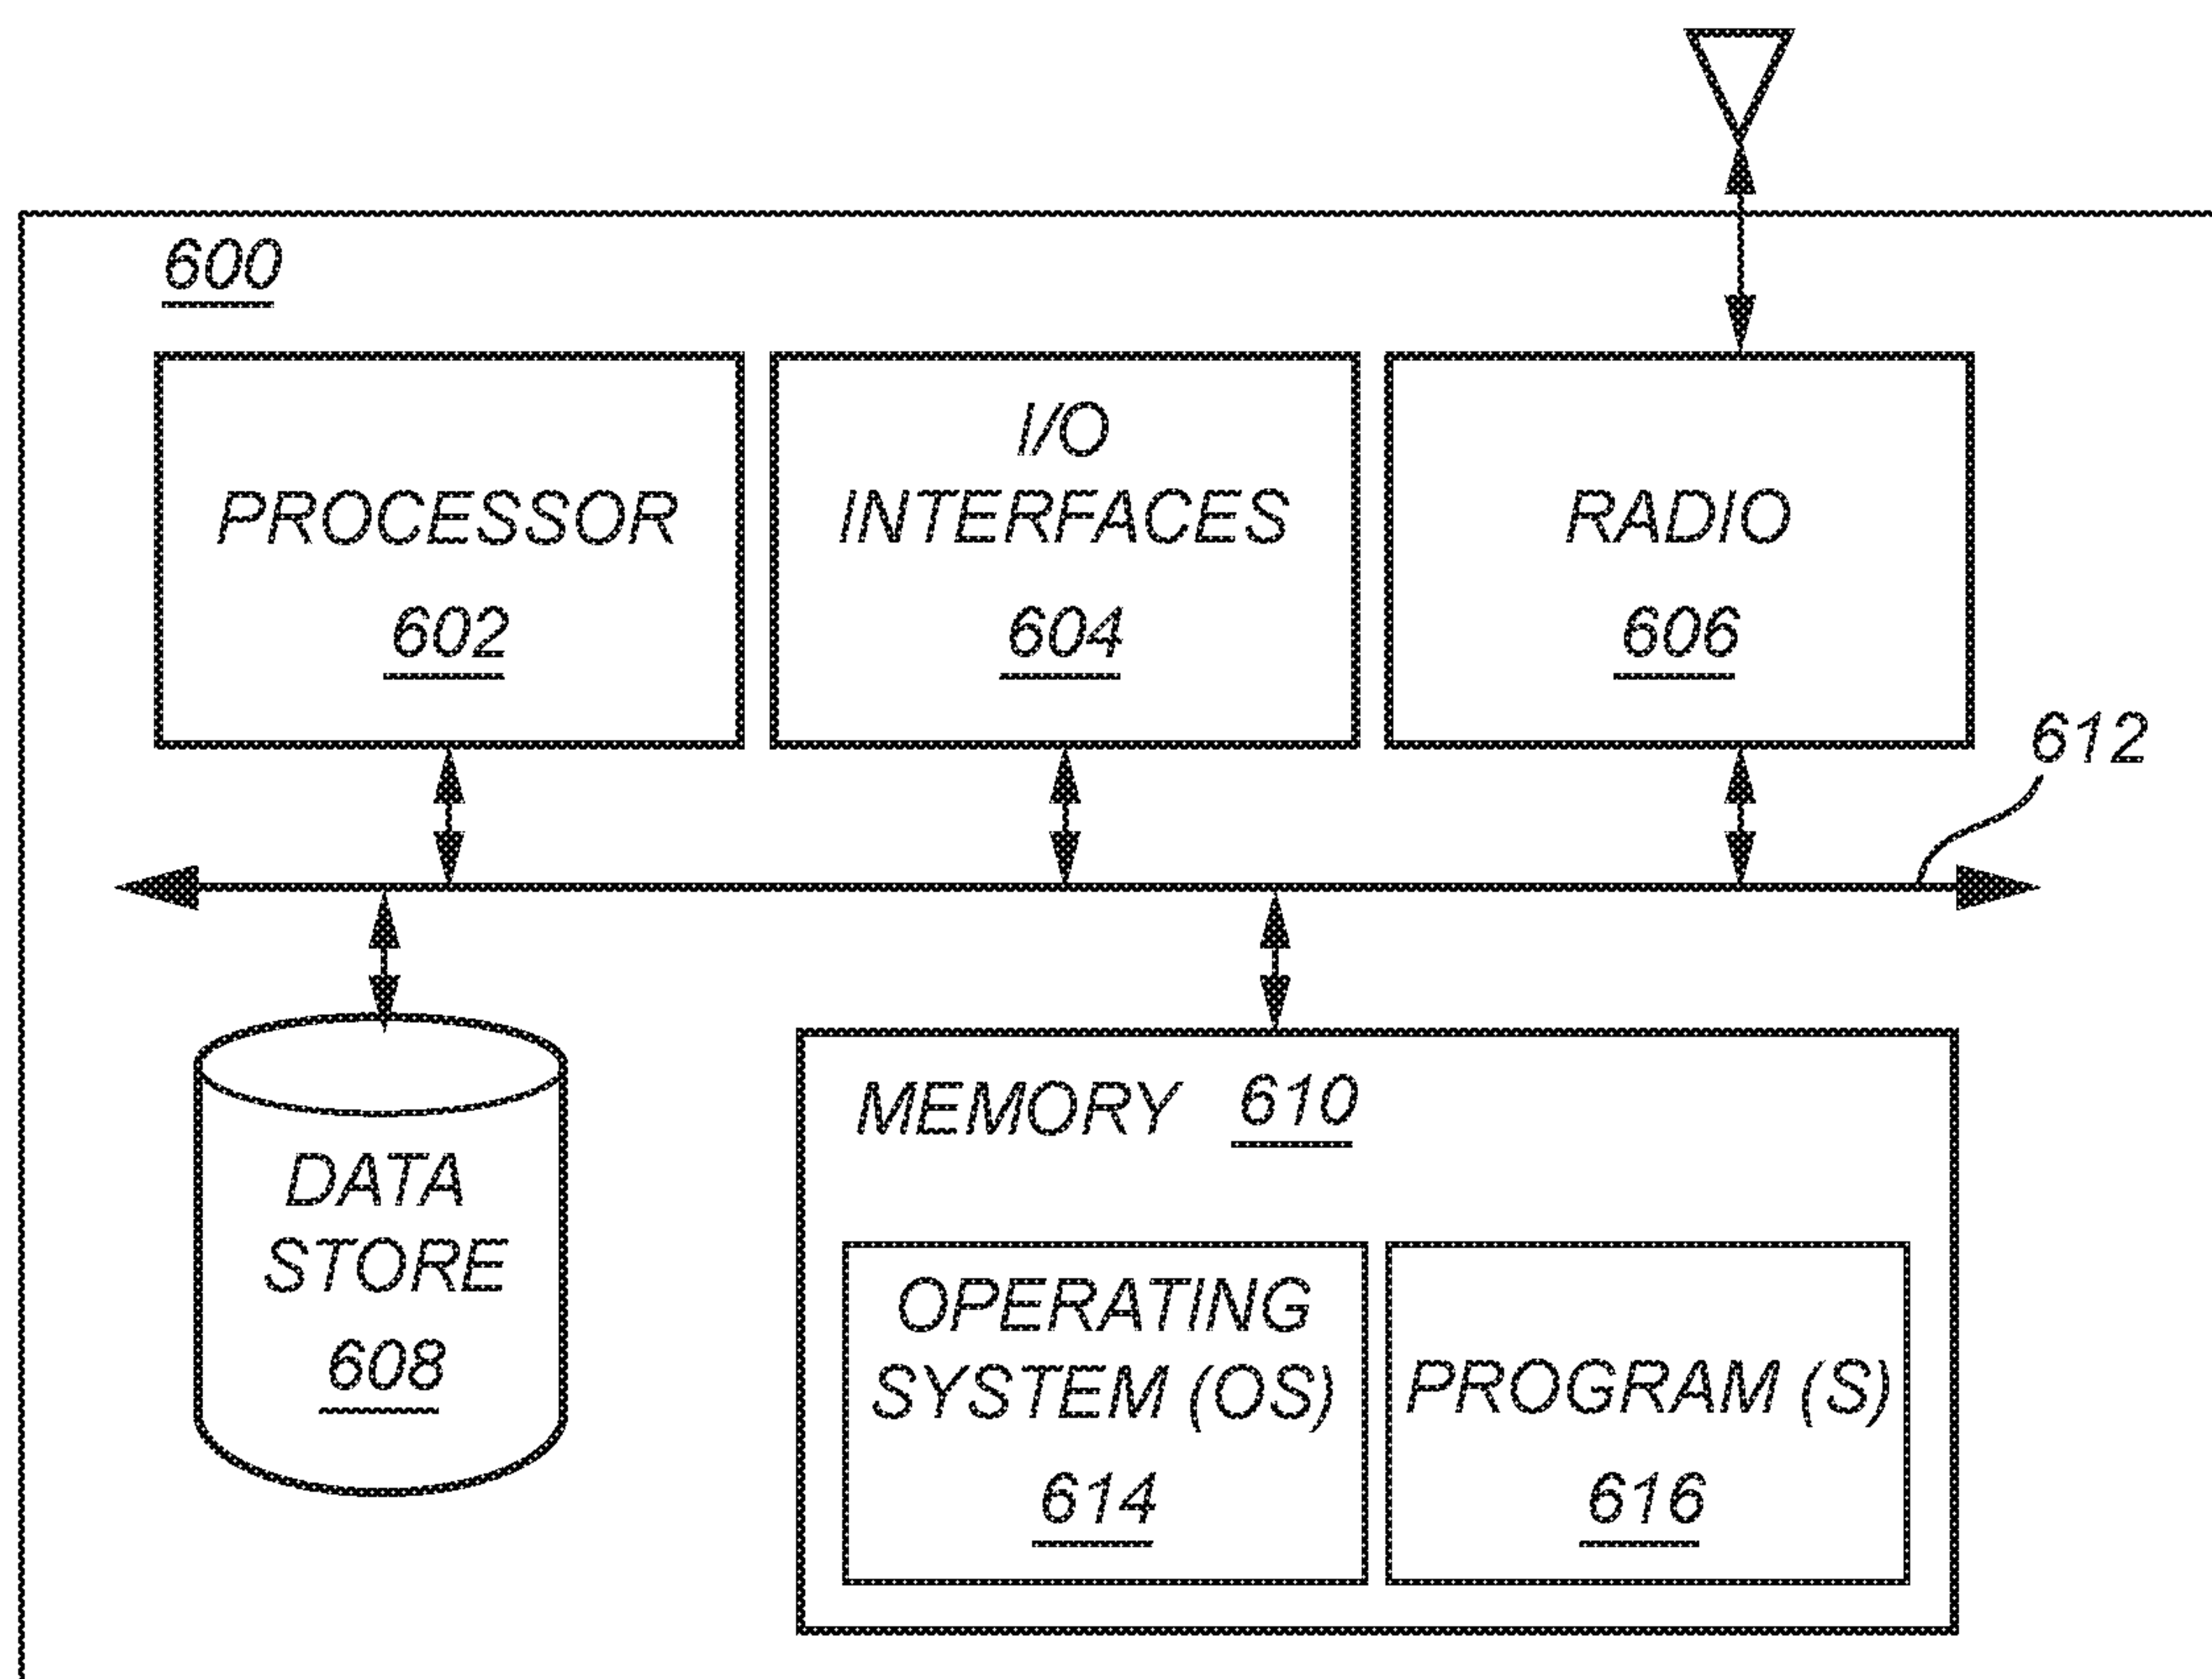 600
PROCESSOR
602
I/O
INTERFACES
604
RADIO
606
612
DATA
STORE
608
MEMORY 610
OPERATING
SYSTEM (OS)
614
PROGRAM (S)
616